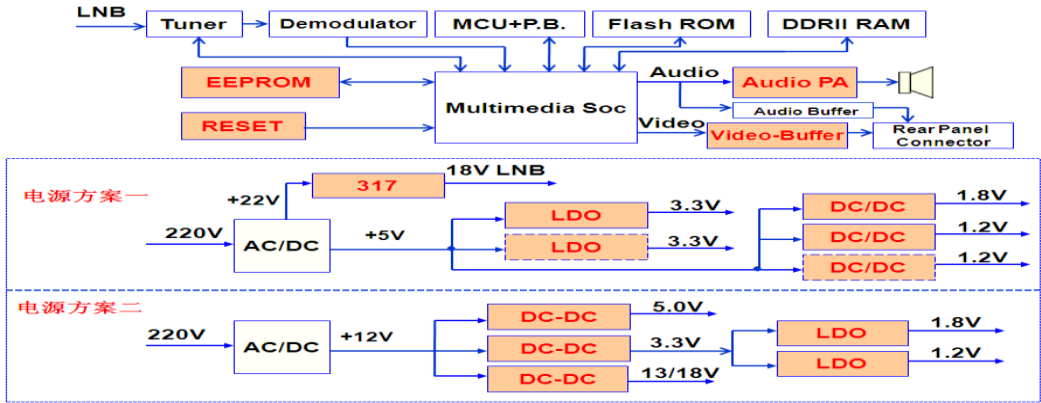 LNB
Tuner
Demodulator
MCU+P.B.
Flash ROM
DDRII RAM
EEPROM
RESET
Multimedia Soc
Audio
Audio PA
Audio Buffer
Video
Video-Buffer
Rear Panel
Connector
电源方案一
+22V
317
18V LNB
220V
AC/DC
+5V
LDO
3.3V
LDO
3.3V
DC/DC
1.8V
DC/DC
1.2V
DC/DC
1.2V
电源方案二
220V
AC/DC
+12V
DC-DC
5.0V
DC-DC
3.3V
DC-DC
13/18V
LDO
1.8V
LDO
1.2V